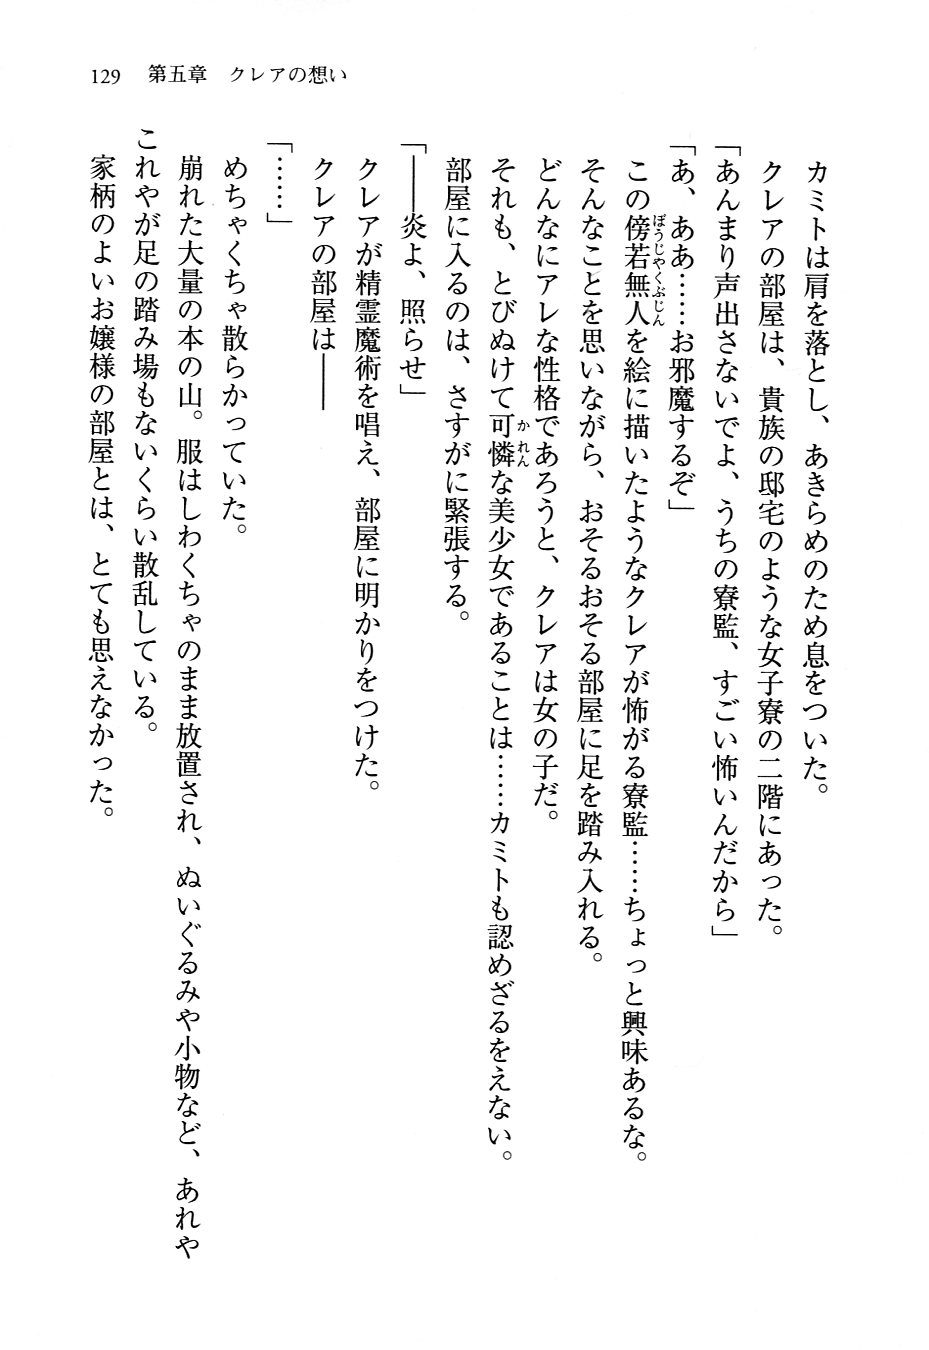 129 第五章 クレアの想い
カミトは肩を落とし、あきらめのため息をついた。
クレアの部屋は、貴族の邸宅のような女子寮の二階にあった。
「あんまり声出さないでよ、うちの寮監、すごい怖いんだから」
「あ、ああ……お邪魔するぞ」
この傍若無人を絵に描いたようなクレアが怖がる寮監……ちょっと興味あるな。
そんなことを思いながら、おそるおそる部屋に足を踏み入れる。
どんなにアレな性格であろうと、クレアは女の子だ。
それも、とびぬけて可憐な美少女であることは……カミトも認めざるをえない。
部屋に入るのは、さすがに緊張する。
「――炎よ、照らせ」
クレアが精霊魔術を唱え、部屋に明かりをつけた。
クレアの部屋は――
「……」
めちゃくちゃ散らかっていた。
崩れた大量の本の山。服はしわくちゃのまま放置され、ぬいぐるみや小物など、あれや
これやが足の踏み場もないくらい散乱している。
家柄のよいお嬢様の部屋とは、とても思えなかった。